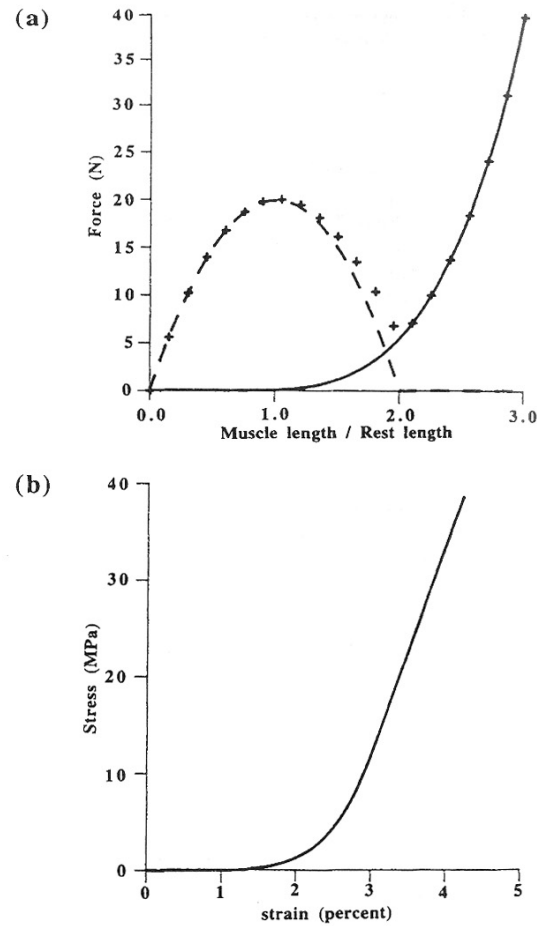 (a)
40
35
30
25
20
15
10
5
0
Force (N)
0.0 1.0 2.0 3.0
Muscle length / Rest length
(b)
40
30
20
10
0
Stress (MPa)
0 1 2 3 4 5
strain (percent)